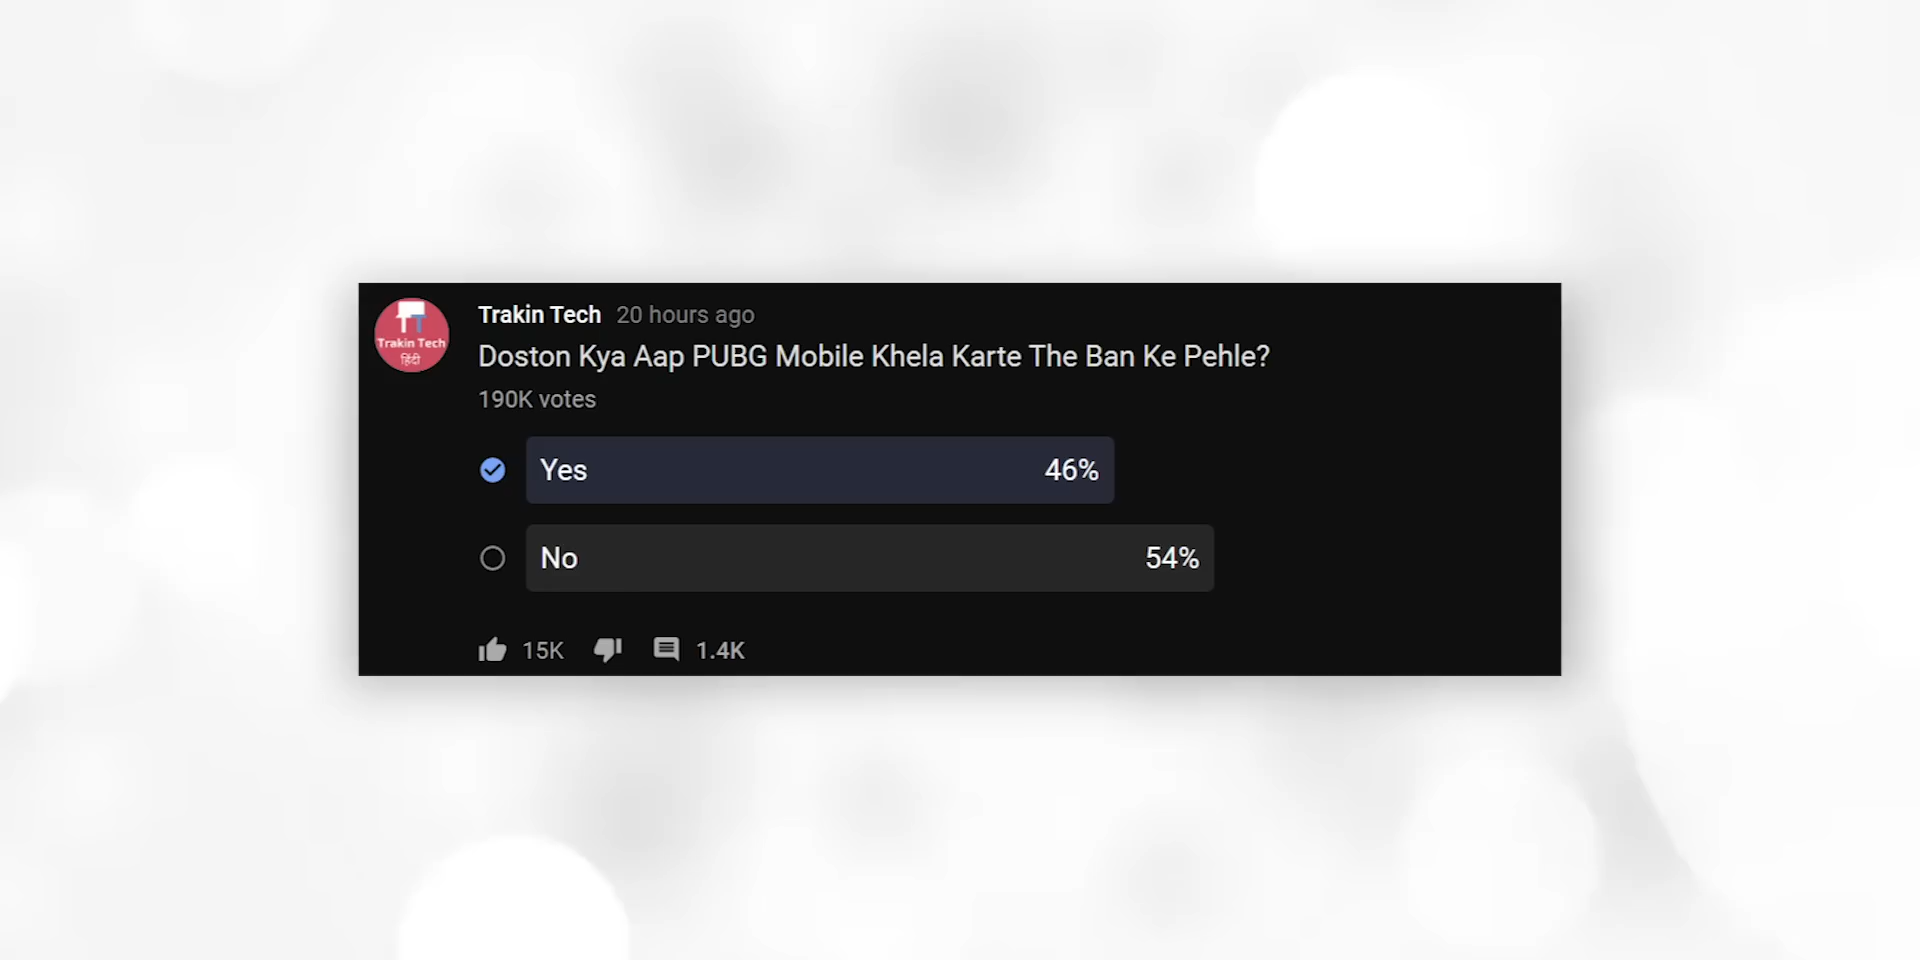 Trakin Tech 20 hours ago
Trakin Tech
हिंदी
Doston Kya Aap PUBG Mobile Khela Karte The Ban Ke Pehle?
190K votes
Yes 46%
No 54%
15K 1.4K